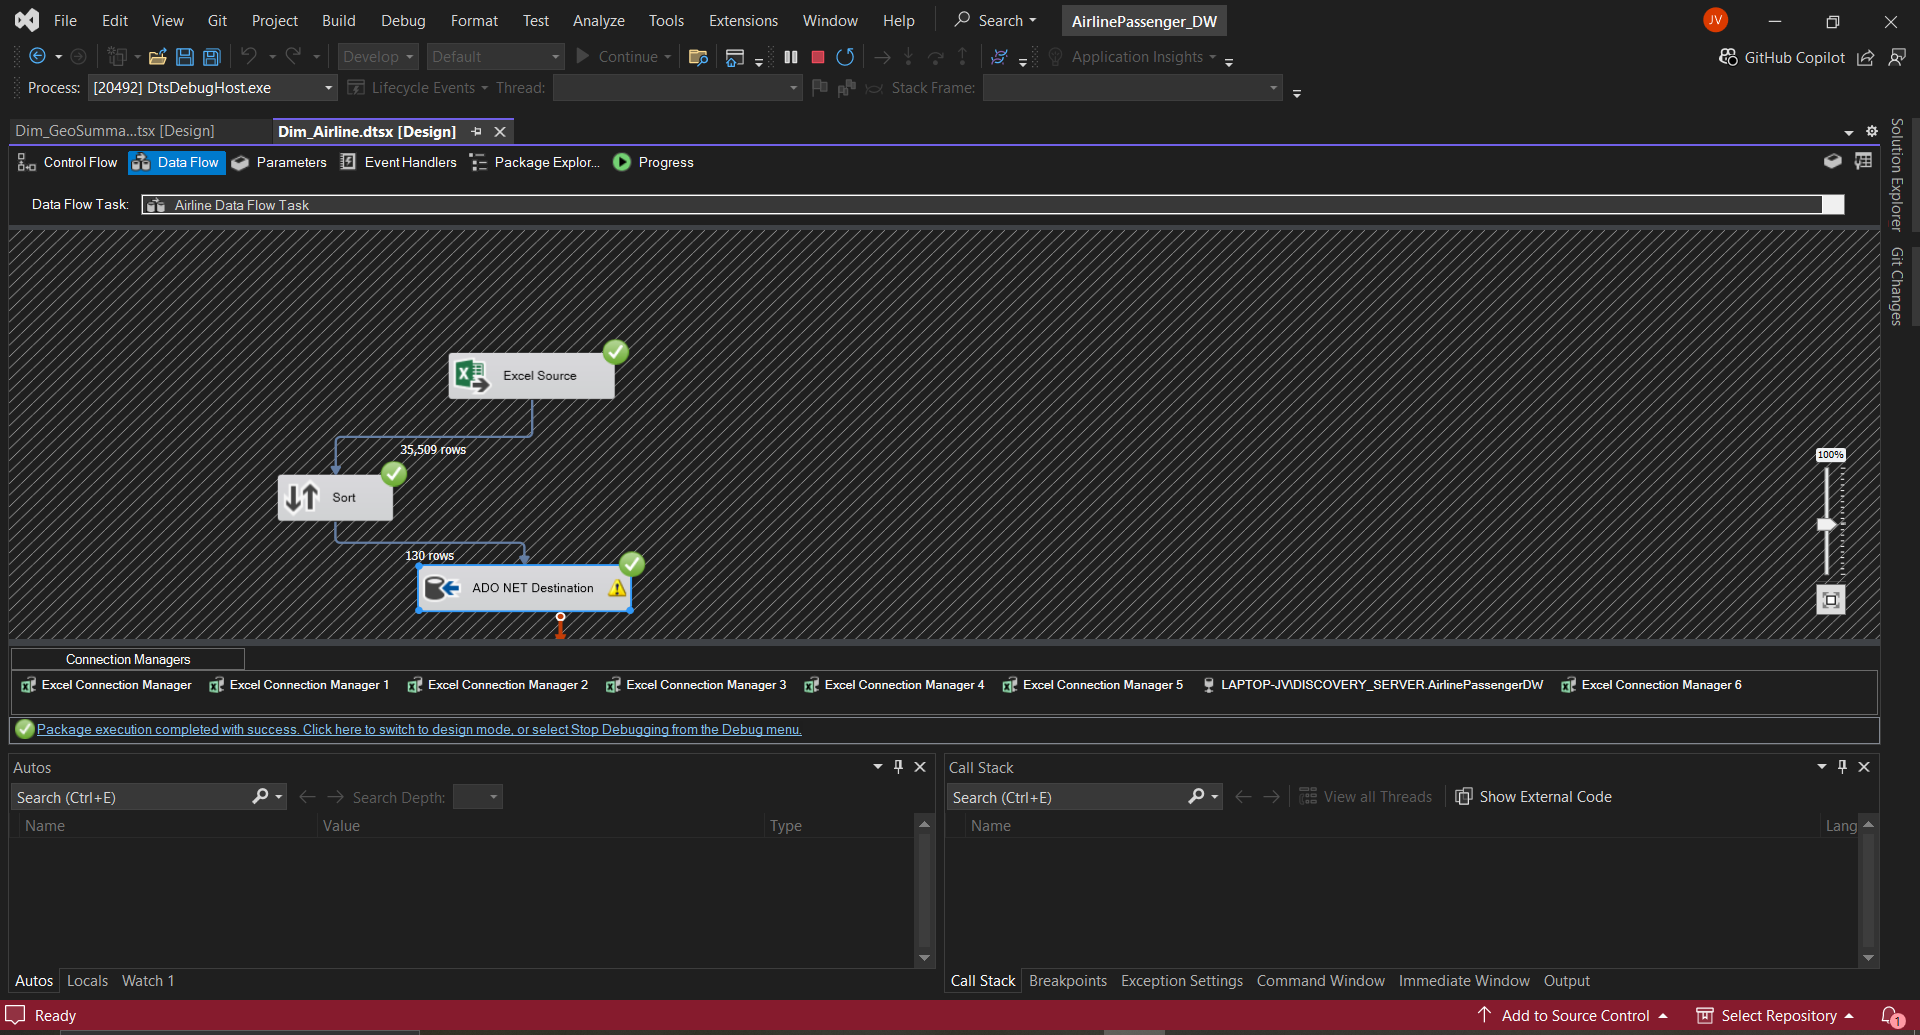 File Edit View Git Project Build Debug Format Test Analyze Tools Extensions Window Help Search AirlinePassenger_DW JV
Develop Default Continue Application Insights GitHub Copilot
Process: [20492] DtsDebugHost.exe Lifecycle Events Thread: Stack Frame:
Dim_GeoSumma...tsx [Design] Dim_Airline.dtsx [Design]
Control Flow Data Flow Parameters Event Handlers Package Explor... Progress
Data Flow Task: Airline Data Flow Task
Solution Explorer
Git Changes
Excel Source
35,509 rows
100%
Sort
130 rows
ADO NET Destination
Connection Managers
Excel Connection Manager Excel Connection Manager 1 Excel Connection Manager 2 Excel Connection Manager 3 Excel Connection Manager 4 Excel Connection Manager 5 LAPTOP-JV\DISCOVERY_SERVER.AirlinePassengerDW Excel Connection Manager 6
Package execution completed with success. Click here to switch to design mode, or select Stop Debugging from the Debug menu.
Autos
Search (Ctrl+E) Search Depth:
Name Value Type
Autos Locals Watch 1
Call Stack
Search (Ctrl+E) View all Threads Show External Code
Name Lang
Call Stack Breakpoints Exception Settings Command Window Immediate Window Output
Ready Add to Source Control Select Repository 1